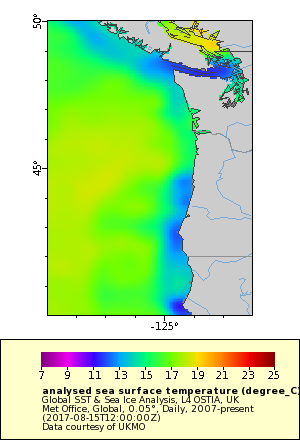 50°
45°
-125°
7 9 11 13 15 17 19 21 23 25
analysed sea surface temperature (degree_C)
Global SST & Sea Ice Analysis, L4 OSTIA, UK
Met Office, Global, 0.05°, Daily, 2007-present
(2017-08-15T12:00:00Z)
Data courtesy of UKMO